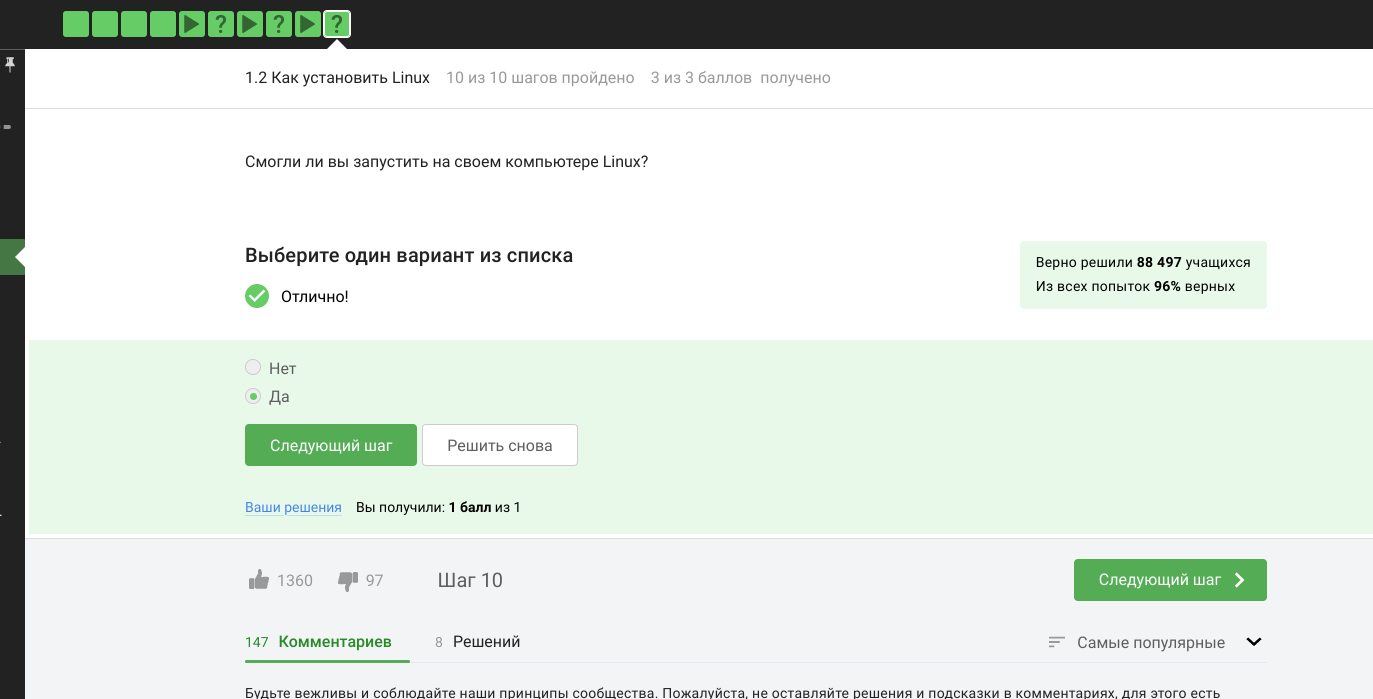 ? ? ?
1.2 Как установить Linux 10 из 10 шагов пройдено 3 из 3 баллов получено
Смогли ли вы запустить на своем компьютере Linux?
Выберите один вариант из списка
Отлично!
Верно решили 88 497 учащихся
Из всех попыток 96% верных
Нет
Да
Следующий шаг Решить снова
Ваши решения Вы получили: 1 балл из 1
1360 97 Шаг 10 Следующий шаг
147 Комментариев 8 Решений Самые популярные
Будьте вежливы и соблюдайте наши принципы сообщества. Пожалуйста, не оставляйте решения и подсказки в комментариях, для этого есть